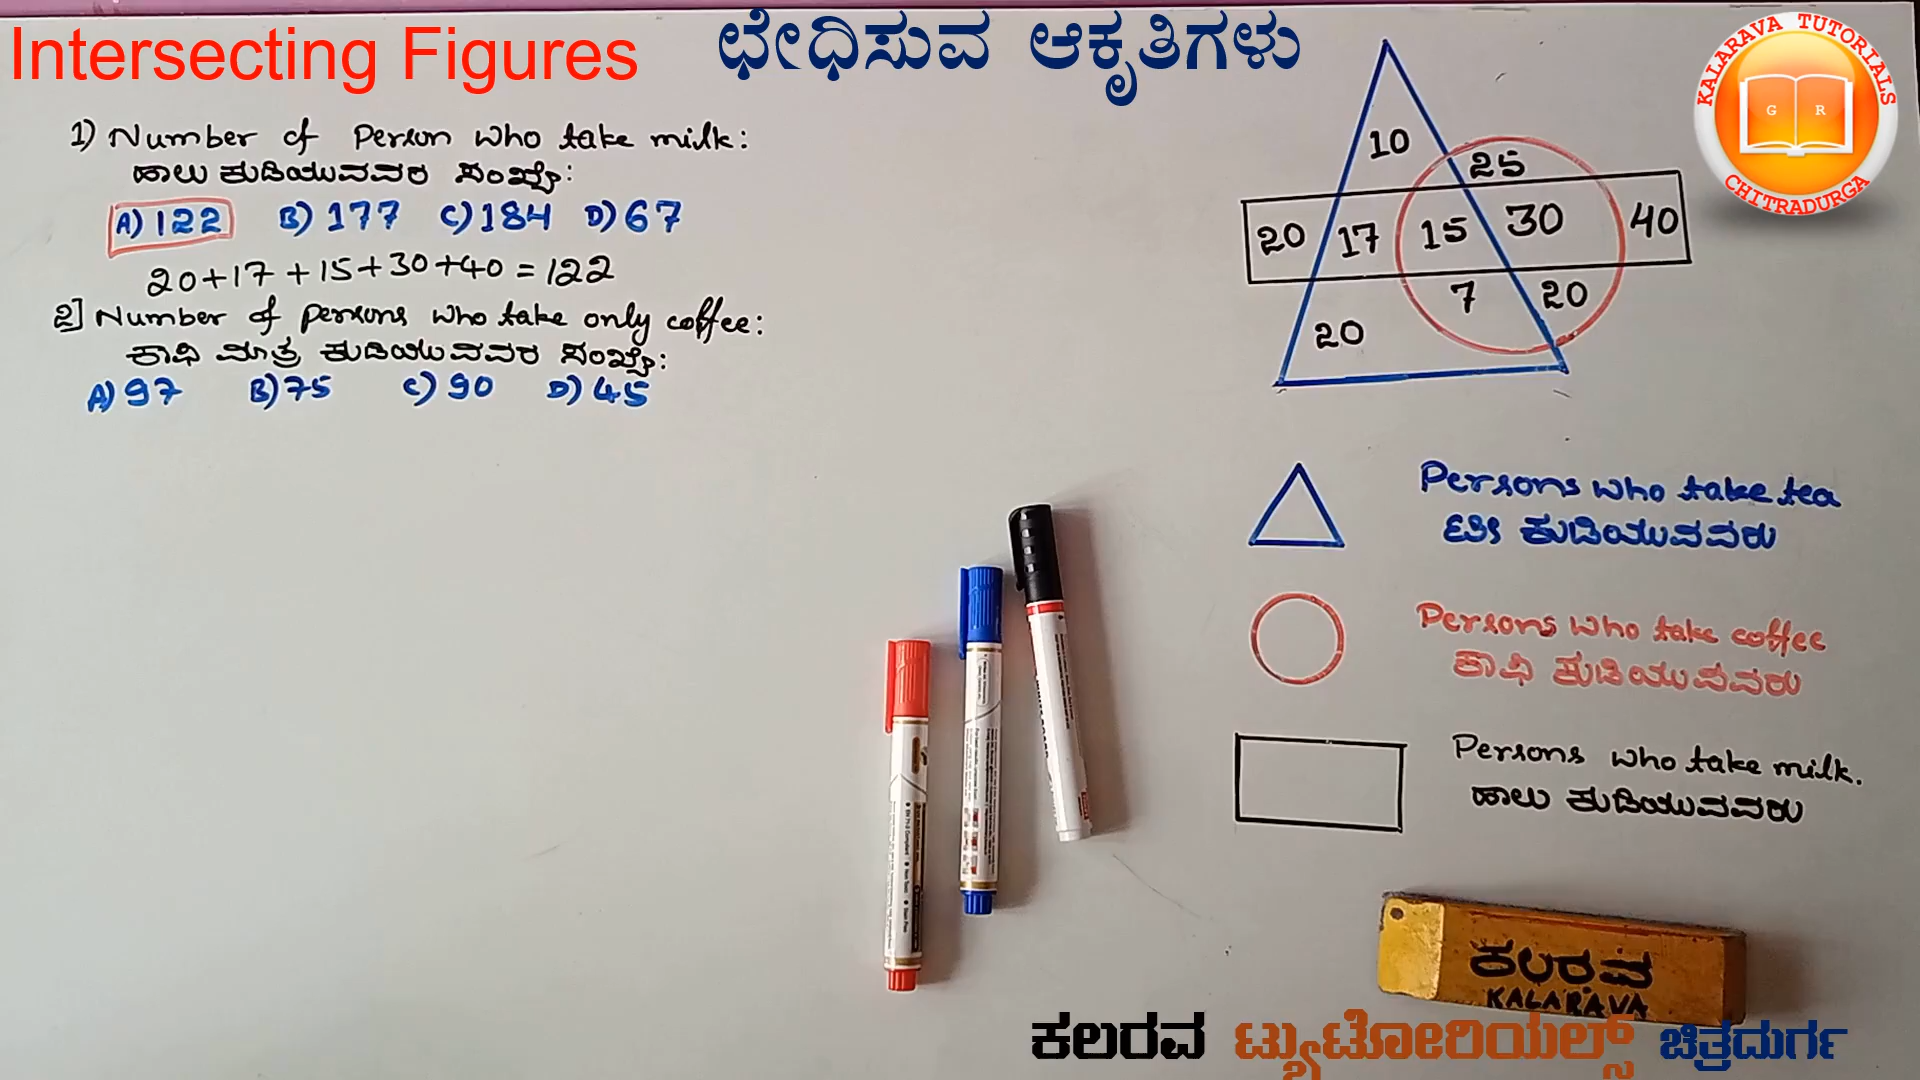 Intersecting Figures
ಛೇಧಿಸುವ ಆಕೃತಿಗಳು
1) Number of Person who take milk:
ಹಾಲು ಕುಡಿಯುವವರ ಸಂಖ್ಯೆ:
A) 122 B) 177 C) 184 D) 67
20+17+15+30+40=122
2] Number of persons who take only coffee:
ಕಾಫಿ ಮಾತ್ರ ಕುಡಿಯುವವರ ಸಂಖ್ಯೆ:
A) 97 B) 75 C) 90 D) 45
10
25
20 17 15 30 40
7 20
20
KALARAVA TUTORIALS
G R
CHITRADURGA
Persons who take tea
ಟೀ ಕುಡಿಯುವವರು
Persons who take coffee
ಕಾಫಿ ಕುಡಿಯುವವರು
Persons who take milk.
ಹಾಲು ಕುಡಿಯುವವರು
ಕಲರವ
KALARAVA
ಕಲರವ ಟ್ಯುಟೋರಿಯಲ್ಸ್ ಚಿತ್ರದುರ್ಗ